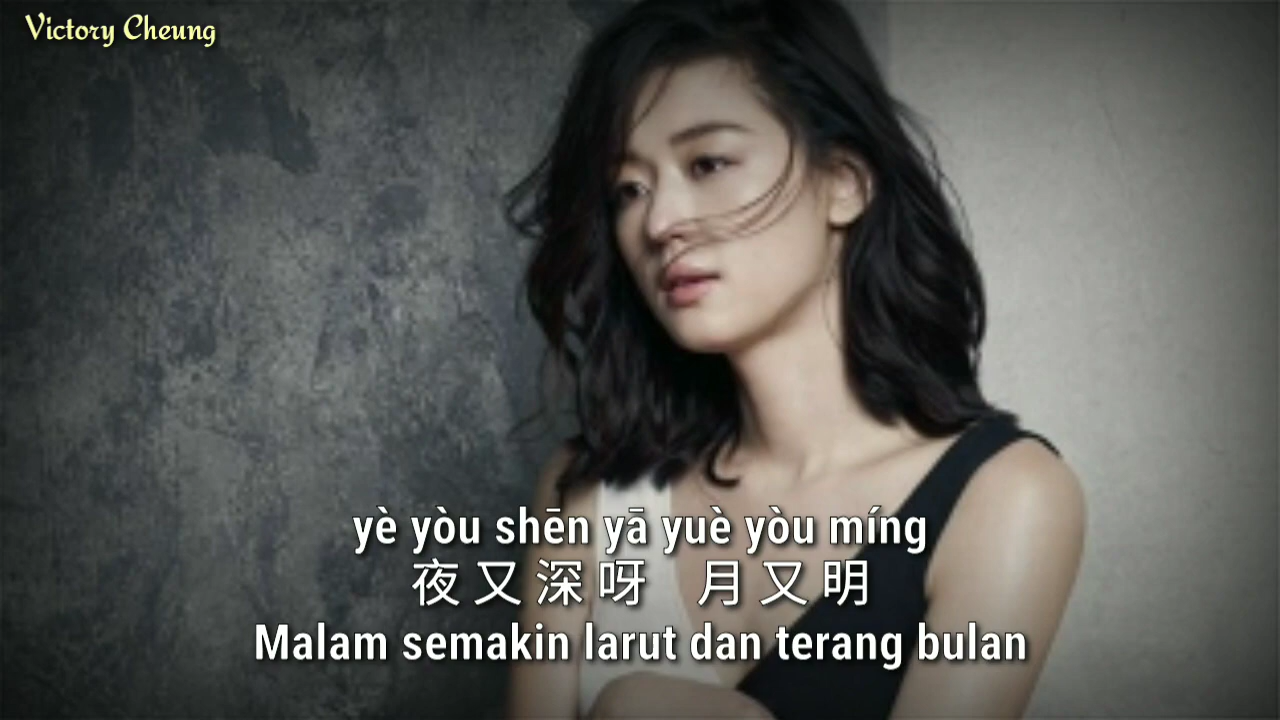 Victory Cheung
yè yòu shēn yā yuè yòu míng
夜又深呀 月又明
Malam semakin larut dan terang bulan